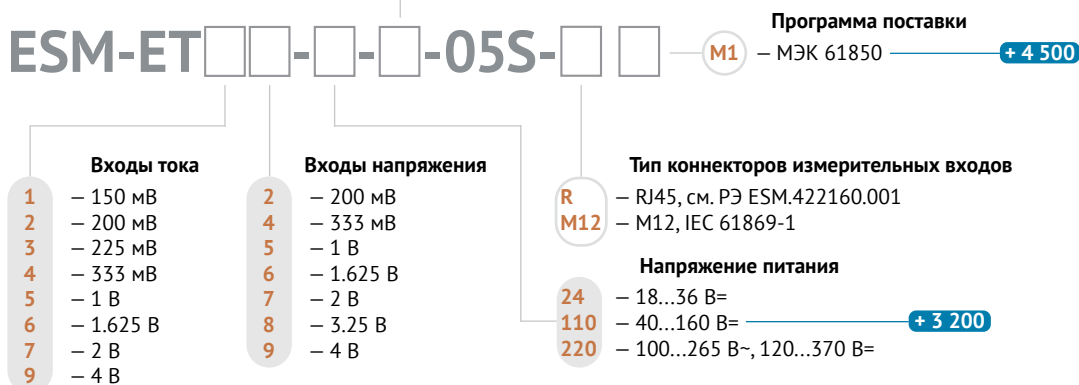 Программа поставки
ESM-ET□□-□-□-05S-□ □
M1 – МЭК 61850 + 4 500
Входы тока
1 – 150 мВ
2 – 200 мВ
3 – 225 мВ
4 – 333 мВ
5 – 1 В
6 – 1.625 В
7 – 2 В
9 – 4 В
Входы напряжения
2 – 200 мВ
4 – 333 мВ
5 – 1 В
6 – 1.625 В
7 – 2 В
8 – 3.25 В
9 – 4 В
Тип коннекторов измерительных входов
R – RJ45, см. РЭ ESM.422160.001
M12 – M12, IEC 61869-1
Напряжение питания
24 – 18...36 В=
110 – 40...160 В= + 3 200
220 – 100...265 В~, 120...370 В=